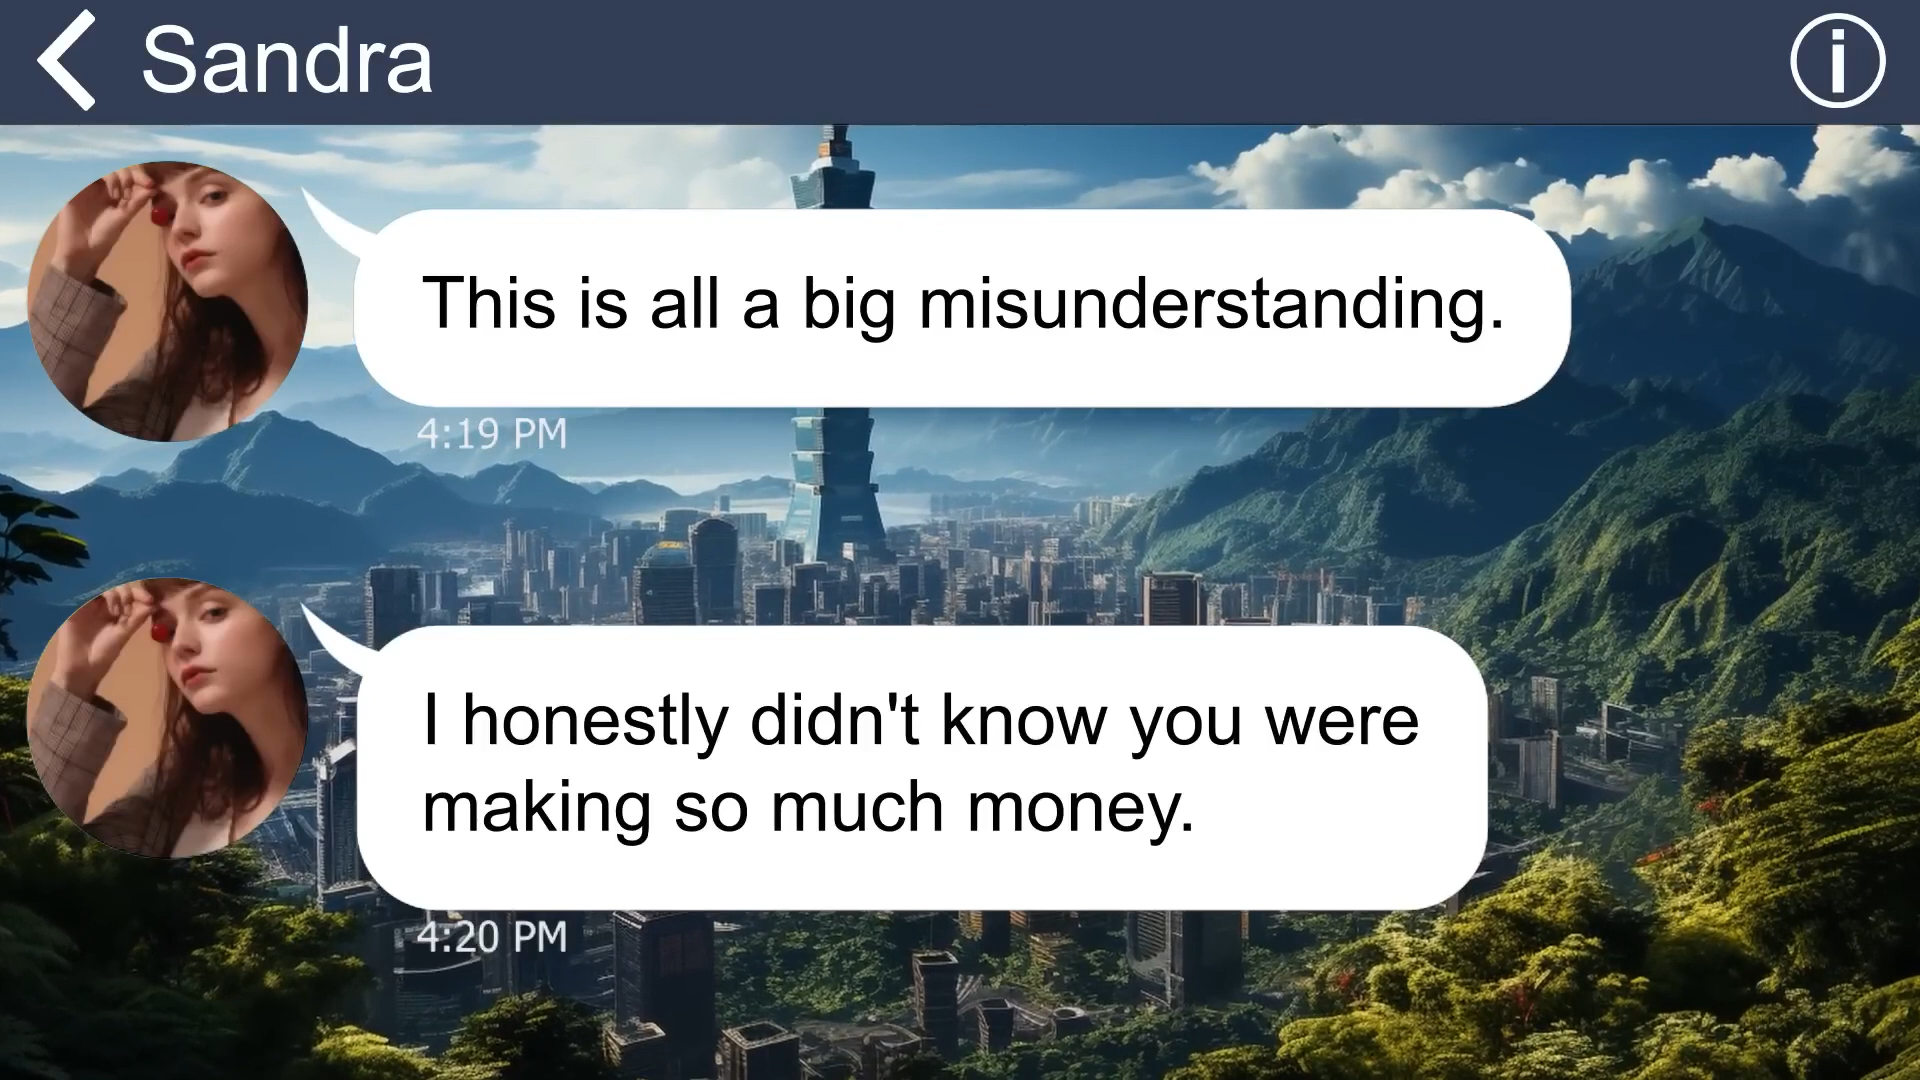 Sandra
This is all a big misunderstanding.
4:19 PM
I honestly didn't know you were
making so much money.
4:20 PM